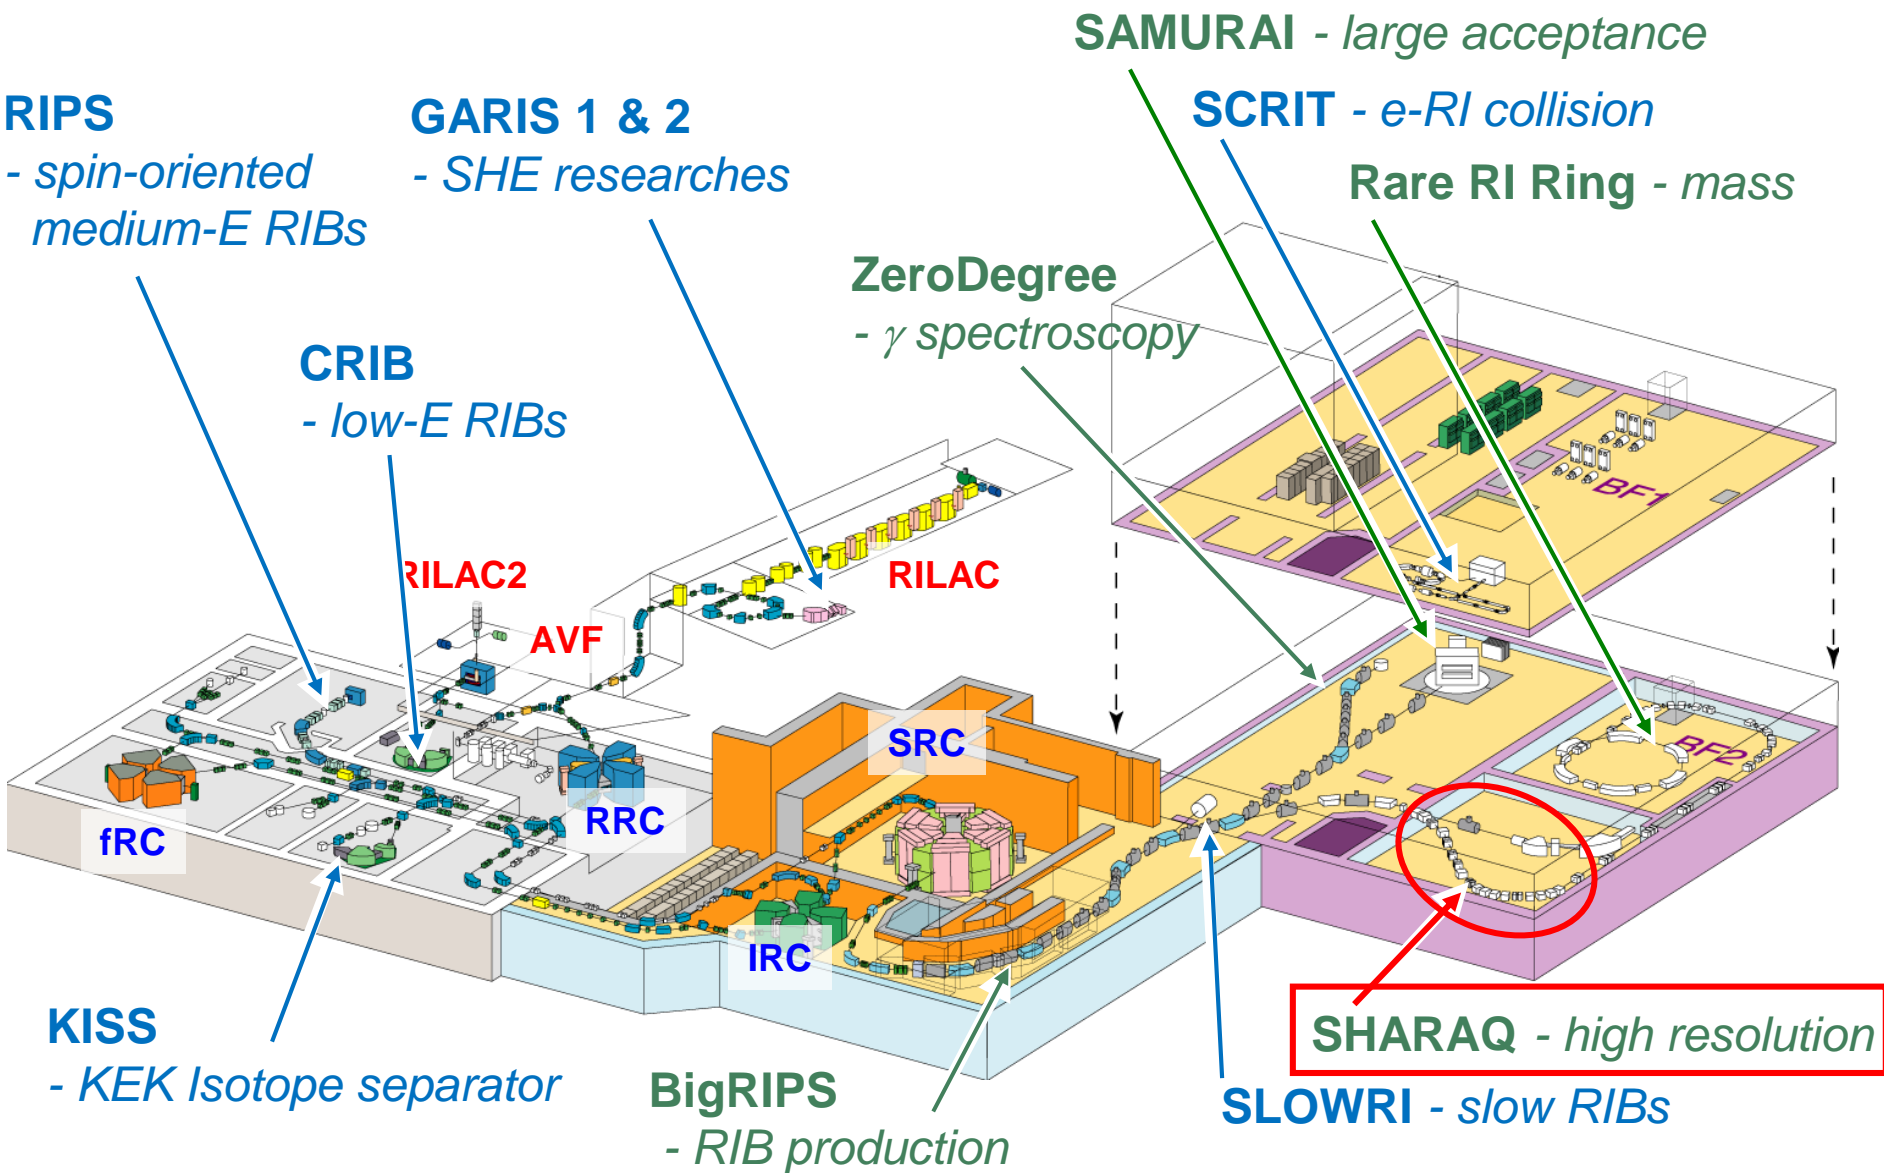 SAMURAI - large acceptance
SCRIT - e-RI collision
Rare RI Ring - mass
RIPS
- spin-oriented
medium-E RIBs
GARIS 1 & 2
- SHE researches
ZeroDegree
- γ spectroscopy
CRIB
- low-E RIBs
BF1
RILAC2
RILAC
AVF
SRC
BF2
RRC
fRC
IRC
KISS
- KEK Isotope separator
BigRIPS
- RIB production
SHARAQ - high resolution
SLOWRI - slow RIBs